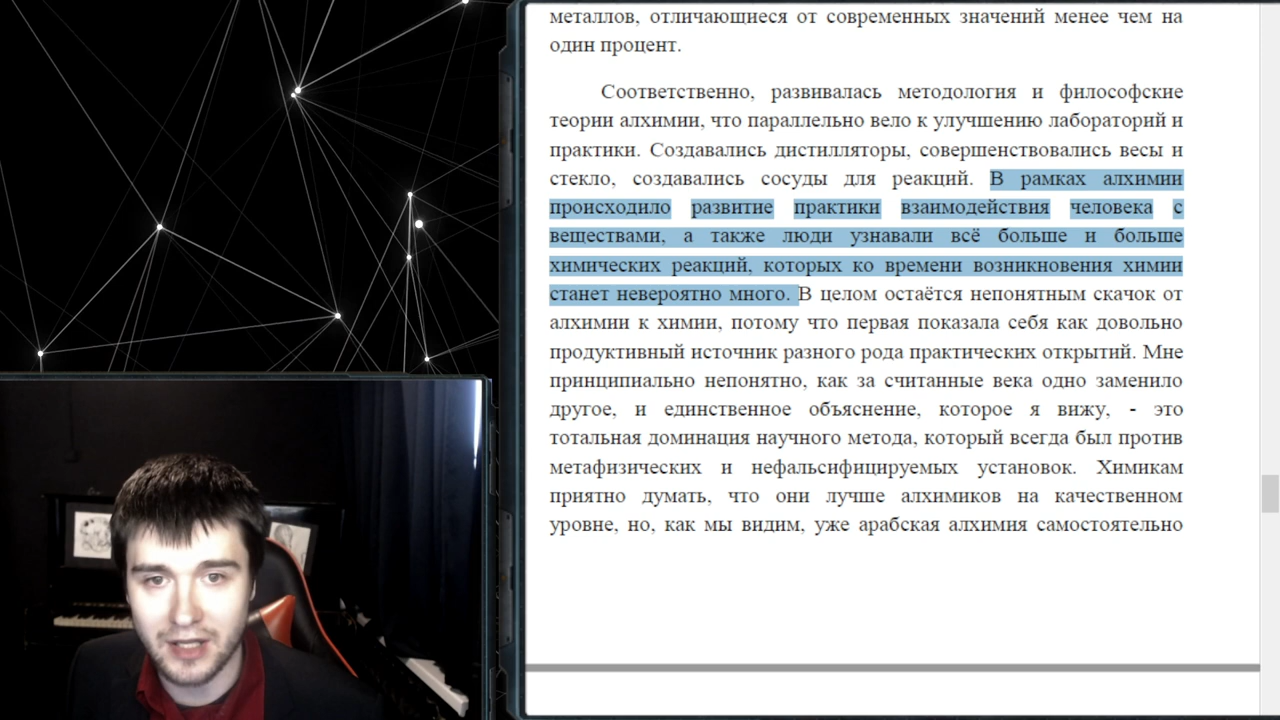 металлов, отличающиеся от современных значений менее чем на
один процент.
Соответственно, развивалась методология и философские
теории алхимии, что параллельно вело к улучшению лабораторий и
практики. Создавались дистилляторы, совершенствовались весы и
стекло, создавались сосуды для реакций. В рамках алхимии
происходило развитие практики взаимодействия человека с
веществами, а также люди узнавали всё больше и больше
химических реакций, которых ко времени возникновения химии
станет невероятно много. В целом остаётся непонятным скачок от
алхимии к химии, потому что первая показала себя как довольно
продуктивный источник разного рода практических открытий. Мне
принципиально непонятно, как за считанные века одно заменило
другое, и единственное объяснение, которое я вижу, - это
тотальная доминация научного метода, который всегда был против
метафизических и нефальсифицируемых установок. Химикам
приятно думать, что они лучше алхимиков на качественном
уровне, но, как мы видим, уже арабская алхимия самостоятельно